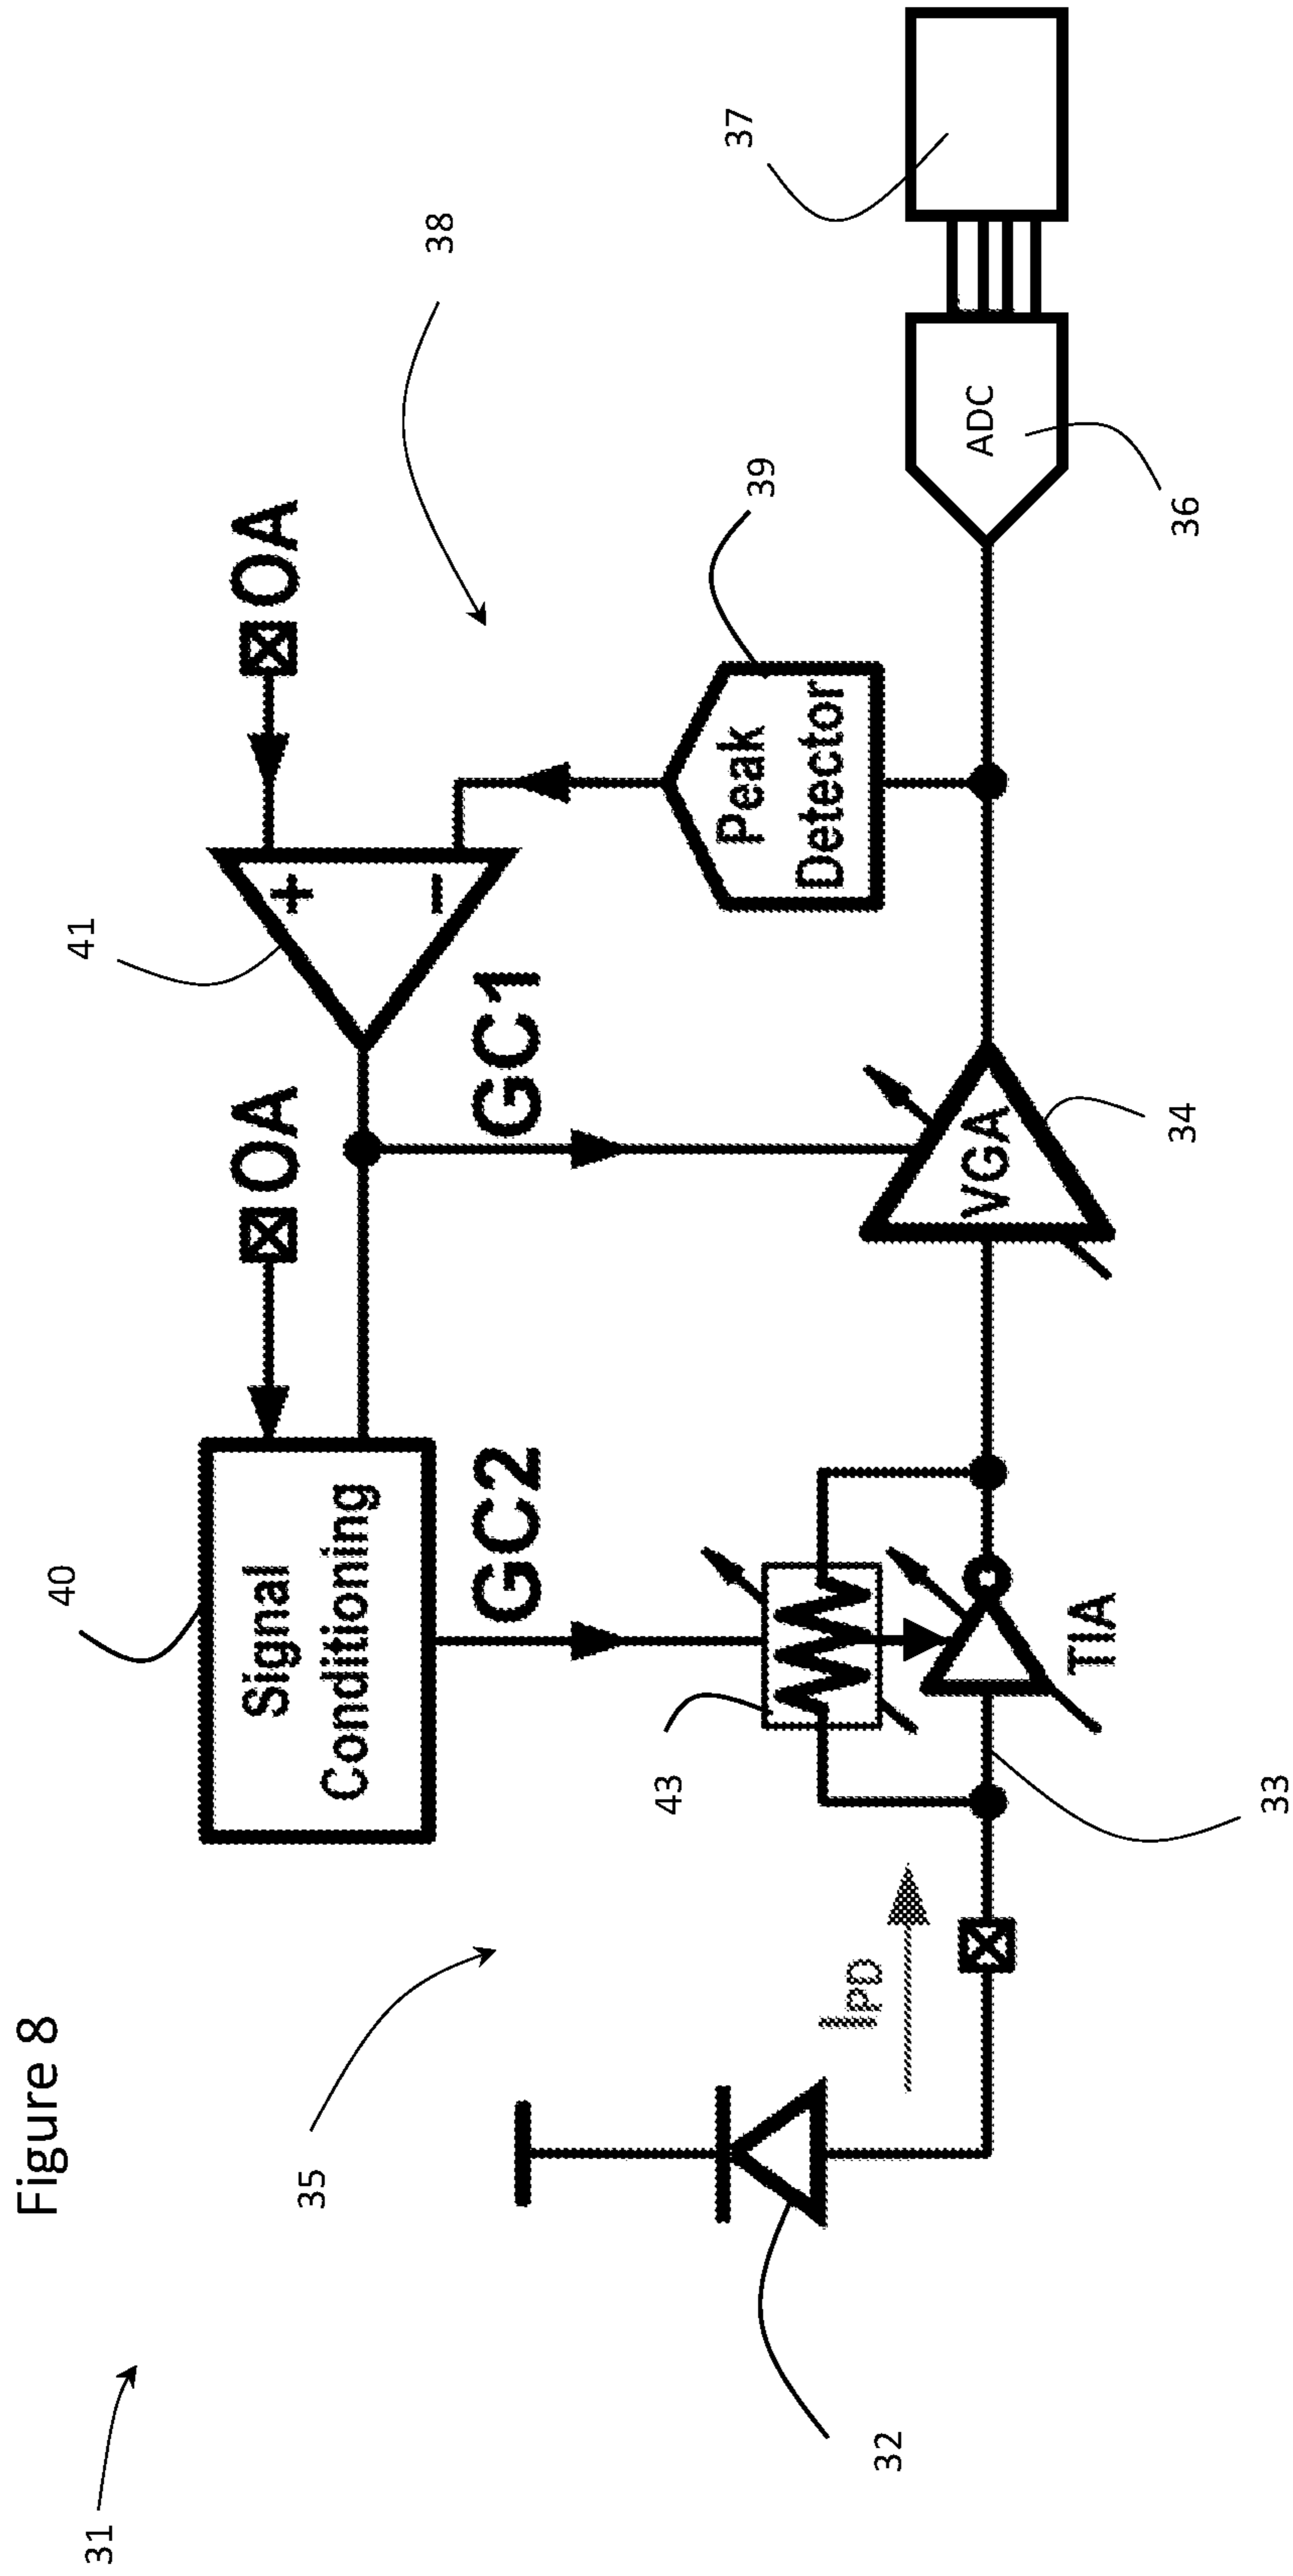 Figure 8
31
35
40
Signal
Conditioning
OA
41
OA
+
−
38
GC2
GC1
39
Peak
Detector
37
43
32
I_PD
33
TIA
VGA
34
ADC
36